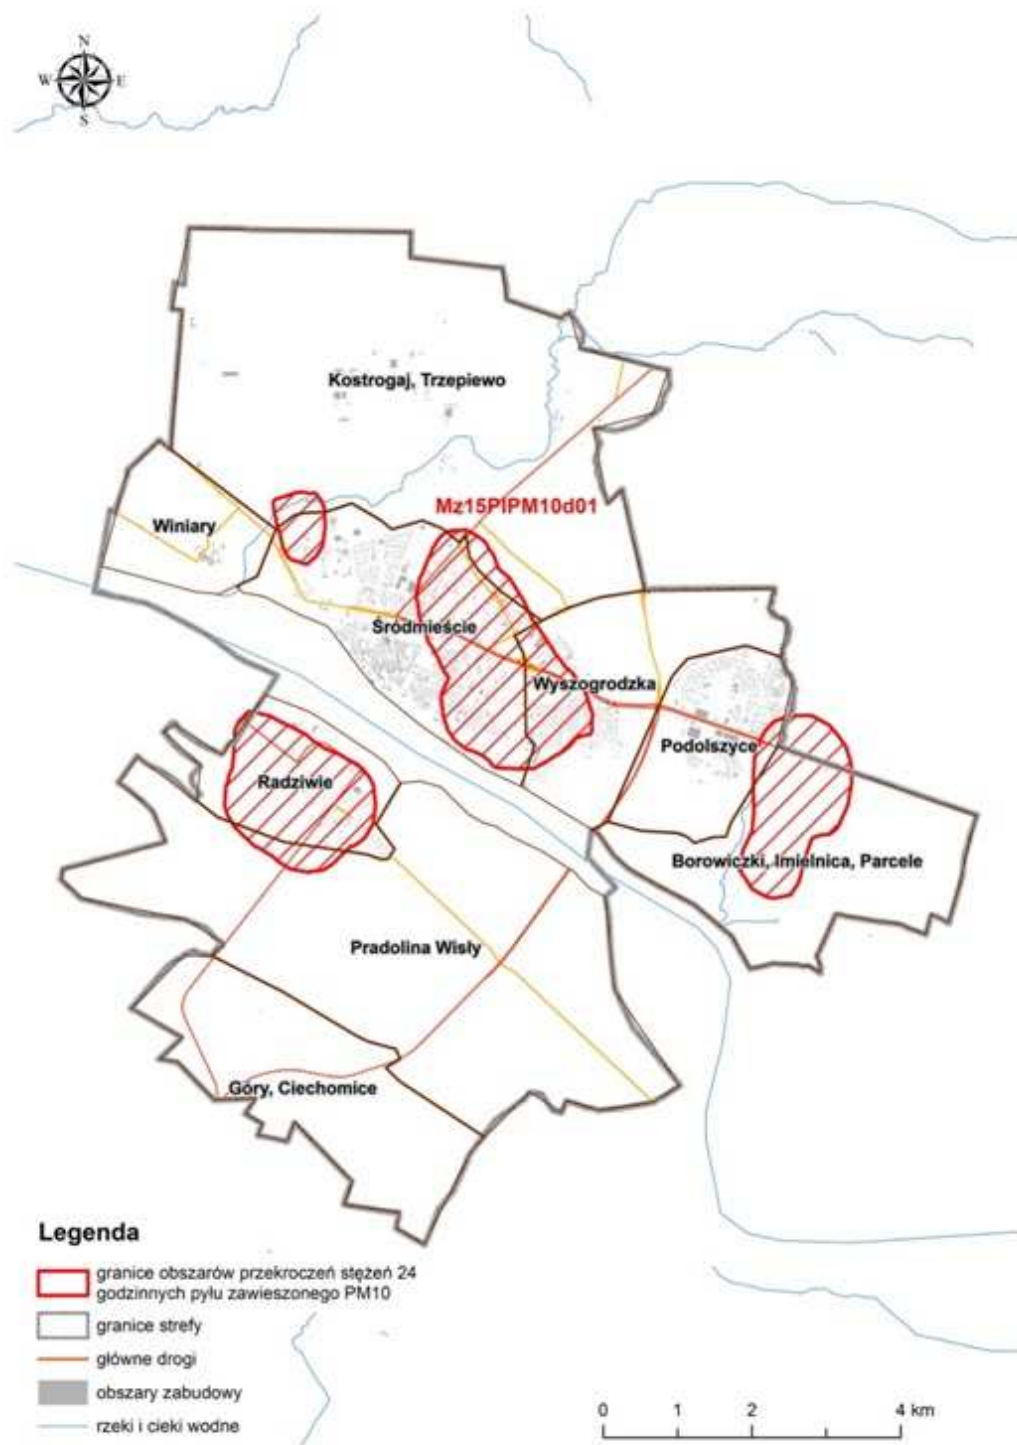 N
W E
S
Kostrogaj, Trzepiewo
Mz15PlPM10d01
Winiary
Śródmieście
Wyszogrodzka
Podolszyce
Radziwie
Borowiczki, Imielnica, Parcele
Pradolina Wisły
Góry, Ciechomice
Legenda
granice obszarów przekroczeń stężeń 24
godzinnych pyłu zawieszonego PM10
granice strefy
główne drogi
obszary zabudowy
rzeki i cieki wodne
0 1 2 4 km